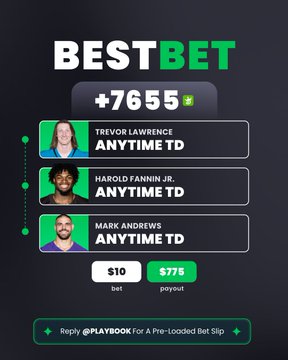 BESTBET
+7655
TREVOR LAWRENCE
ANYTIME TD
HAROLD FANNIN JR.
ANYTIME TD
MARK ANDREWS
ANYTIME TD
$10 $775
bet payout
Reply @PLAYBOOK For A Pre-Loaded Bet Slip